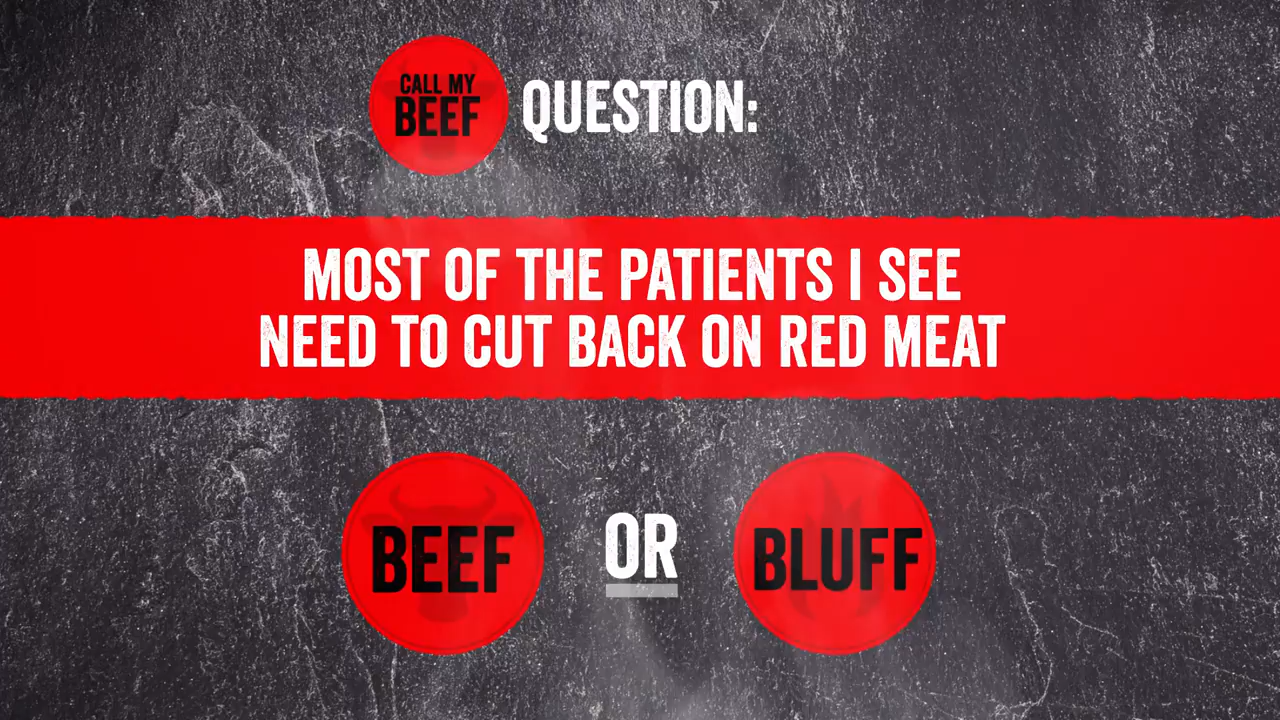 CALL MY
BEEF
QUESTION:
MOST OF THE PATIENTS I SEE
NEED TO CUT BACK ON RED MEAT
BEEF
OR
BLUFF